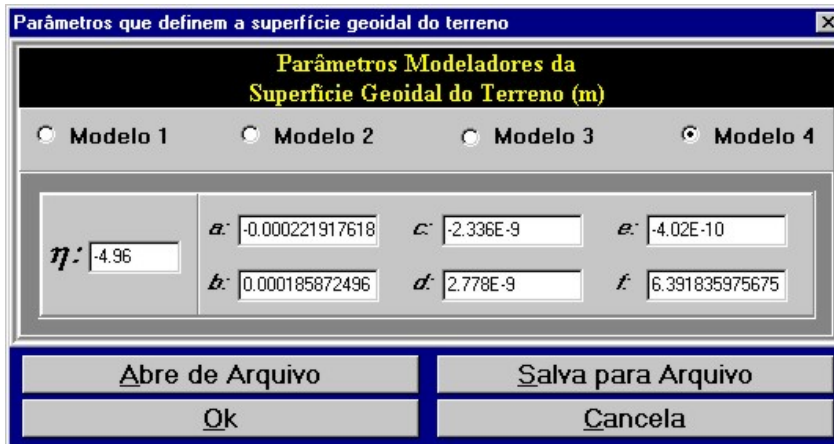 Parâmetros que definem a superfície geoidal do terreno
Parâmetros Modeladores da
Superficie Geoidal do Terreno (m)
Modelo 1 Modelo 2 Modelo 3 Modelo 4
a: -0.000221917618 c: -2.336E-9 e: -4.02E-10
η: -4.96
b: 0.000185872496 d: 2.778E-9 f: 6.391835975675
Abre de Arquivo Salva para Arquivo
Ok Cancela